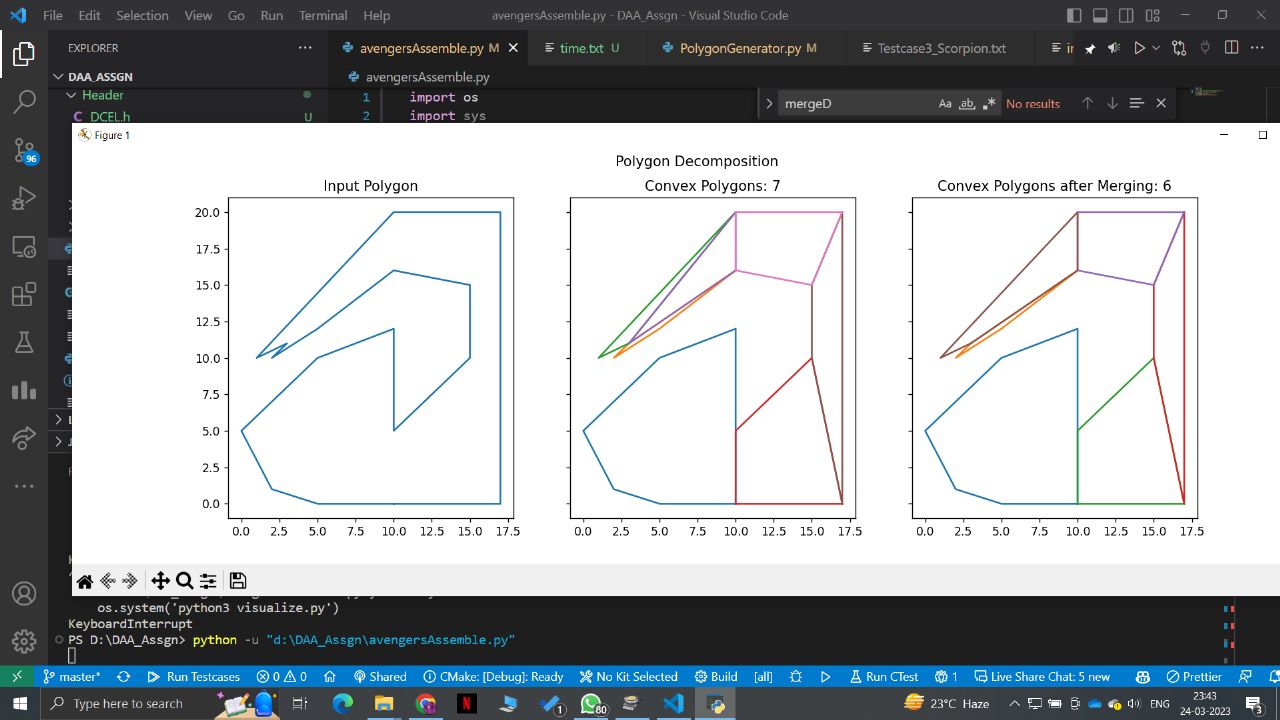 File Edit Selection View Go Run Terminal Help avengersAssemble.py - DAA_Assgn - Visual Studio Code
EXPLORER
avengersAssemble.py M
time.txt U
PolygonGenerator.py M
Testcase3_Scorpion.txt
DAA_ASSGN
avengersAssemble.py
Header
DCEL.h U
1 import os
2 import sys
mergeD
Aa ab No results
Figure 1
96
Polygon Decomposition
Input Polygon
Convex Polygons: 7
Convex Polygons after Merging: 6
20.0
17.5
15.0
12.5
10.0
7.5
5.0
2.5
0.0
0.0 2.5 5.0 7.5 10.0 12.5 15.0 17.5
0.0 2.5 5.0 7.5 10.0 12.5 15.0 17.5
0.0 2.5 5.0 7.5 10.0 12.5 15.0 17.5
os.system('python3 visualize.py')
KeyboardInterrupt
PS D:\DAA_Assgn> python -u "d:\DAA_Assgn\avengersAssemble.py"
master* Run Testcases 0 0 Shared CMake: [Debug]: Ready No Kit Selected Build [all] Run CTest 1 Live Share Chat: 5 new Prettier
Type here to search
1
80
23°C Haze
ENG
23:43
24-03-2023
3